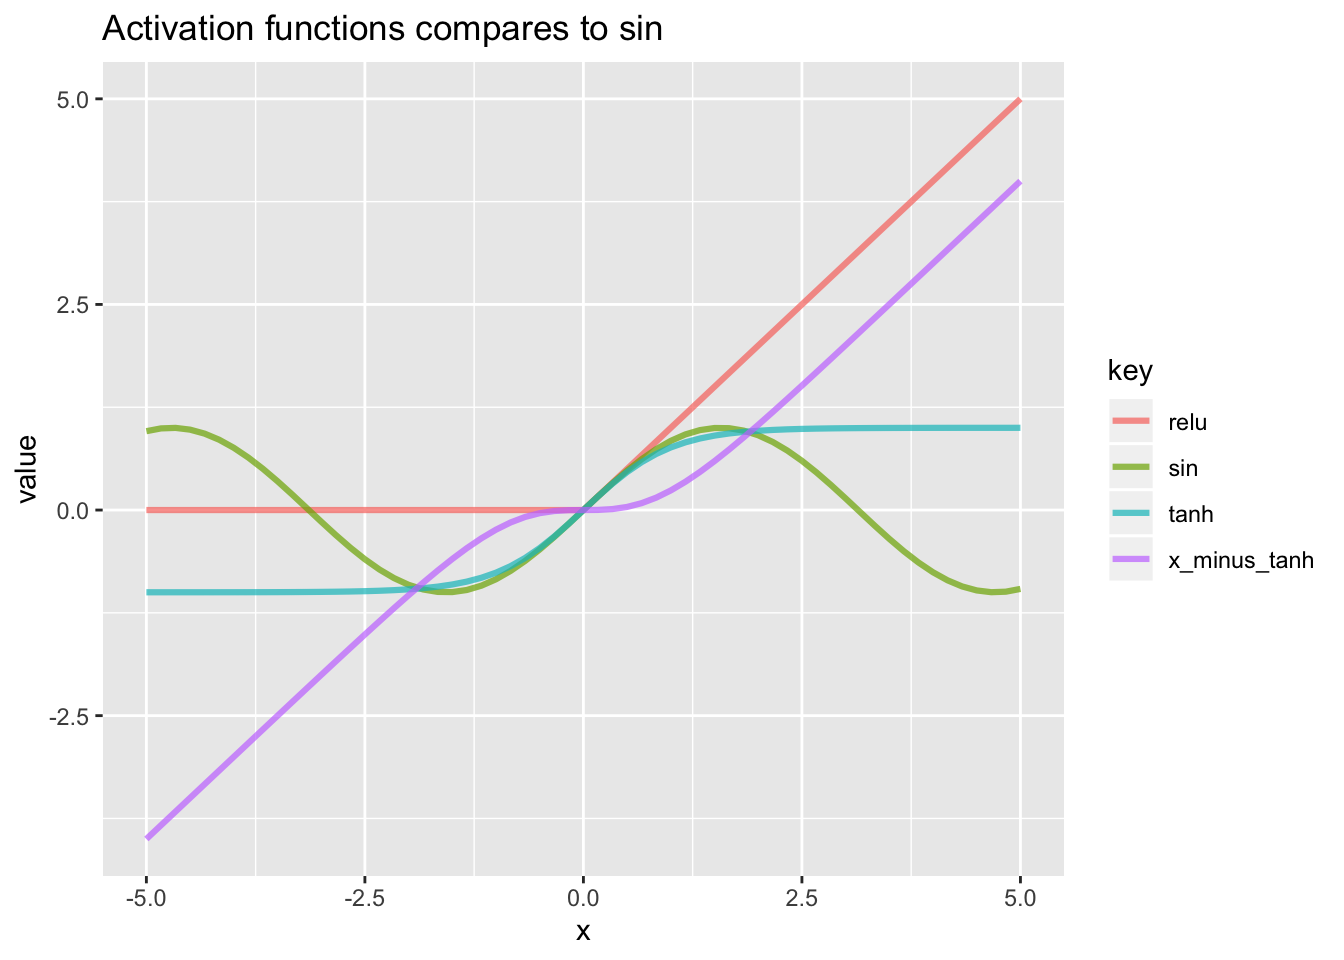 Activation functions compares to sin
5.0
2.5
0.0
-2.5
value
-5.0 -2.5 0.0 2.5 5.0
x
key
relu
sin
tanh
x_minus_tanh